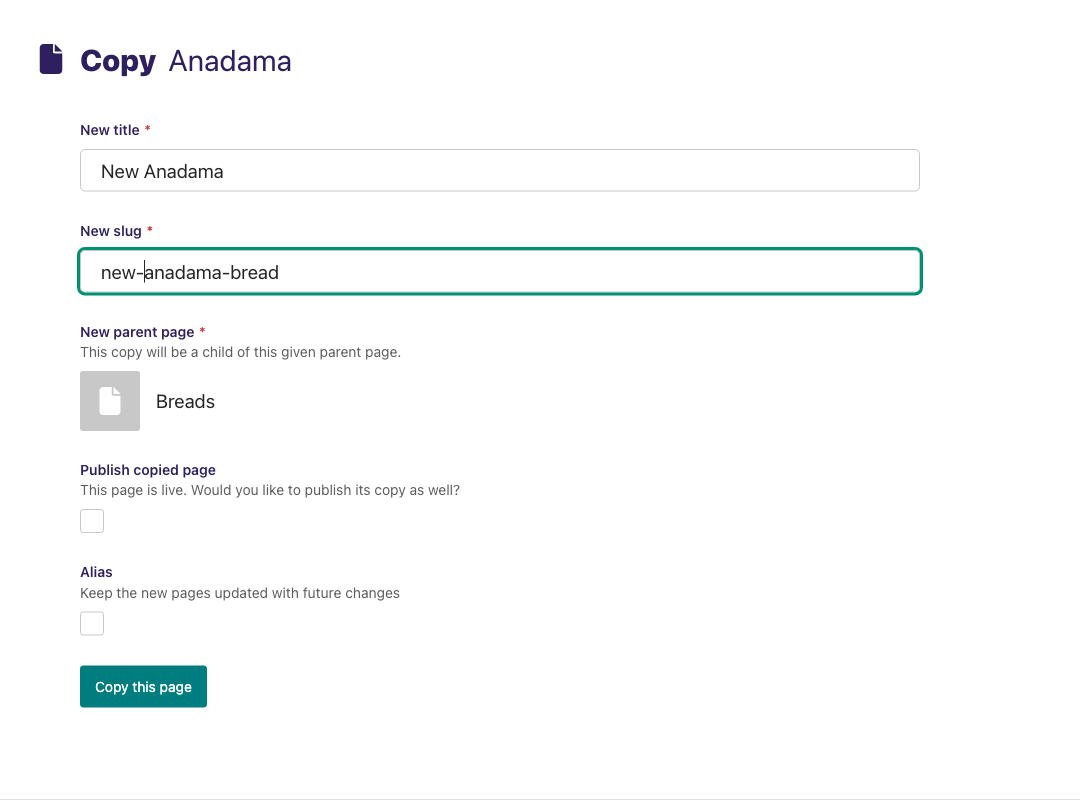 Copy Anadama
New title *
New Anadama
New slug *
new-anadama-bread
New parent page *
This copy will be a child of this given parent page.
Breads
Publish copied page
This page is live. Would you like to publish its copy as well?
Alias
Keep the new pages updated with future changes
Copy this page